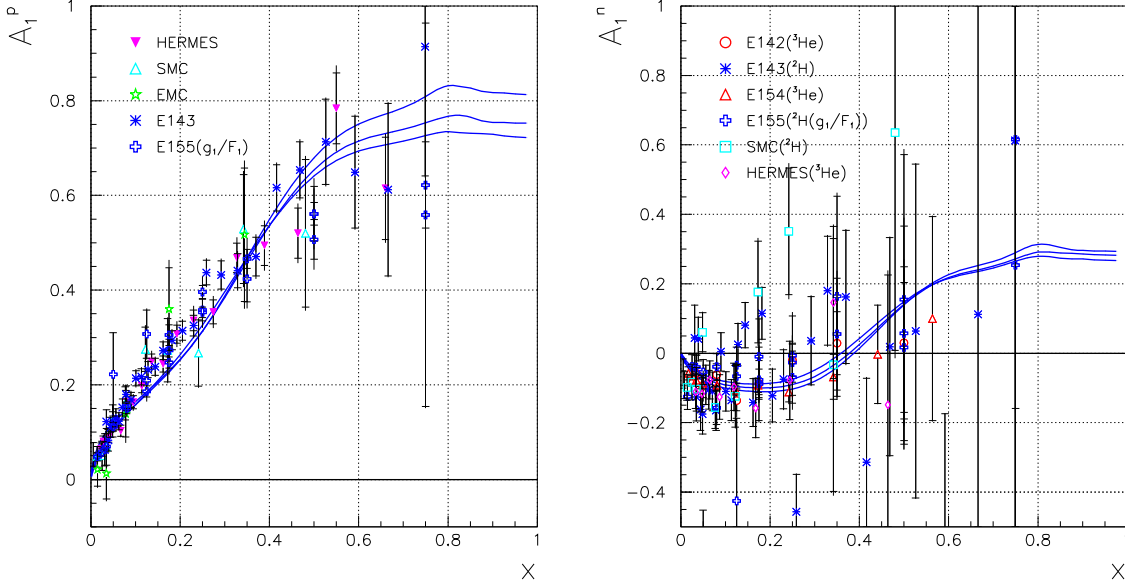 A₁ᵖ
HERMES
SMC
EMC
E143
E155(g₁/F₁)
1
0.8
0.6
0.4
0.2
0
0 0.2 0.4 0.6 0.8 1
X
A₁ⁿ
E142(³He)
E143(²H)
E154(³He)
E155(²H(g₁/F₁))
SMC(²H)
HERMES(³He)
1
0.8
0.6
0.4
0.2
0
−0.2
−0.4
0 0.2 0.4 0.6 0.8 1
X